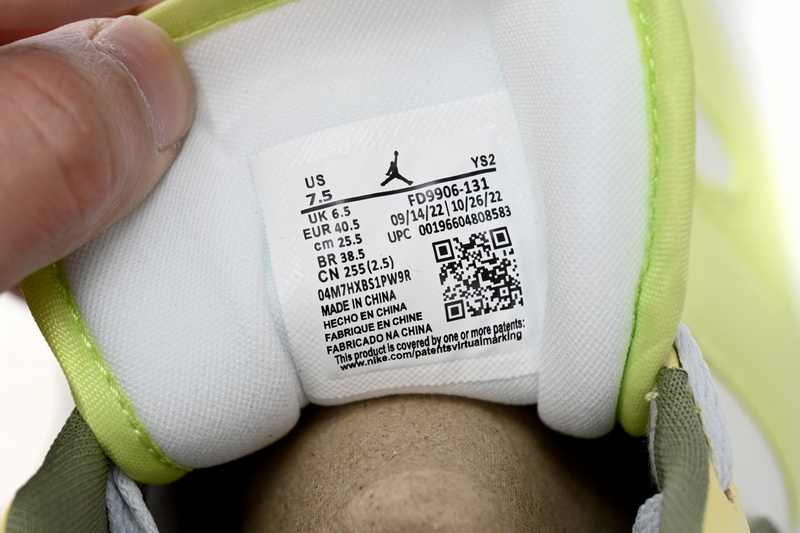 US
7.5
YS2
UK 6.5
EUR 40.5
cm 25.5
BR 38.5
CN 255(2.5)
FD9906-131
09/14/22|10/26/22
UPC 00196604808583
04M7HXBS1PW9R
MADE IN CHINA
HECHO EN CHINA
FABRIQUE EN CHINE
FABRICADO NA CHINA
This product is covered by one or more patents:
www.nike.com/patentsvirtualmarking